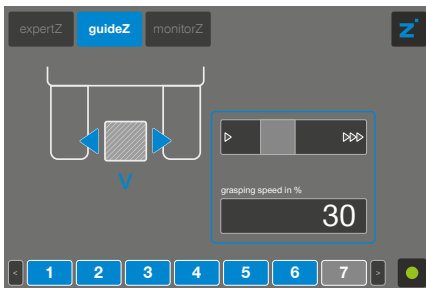 expertZ guideZ monitorZ z
V
grasping speed in %
30
< 1 2 3 4 5 6 7 >